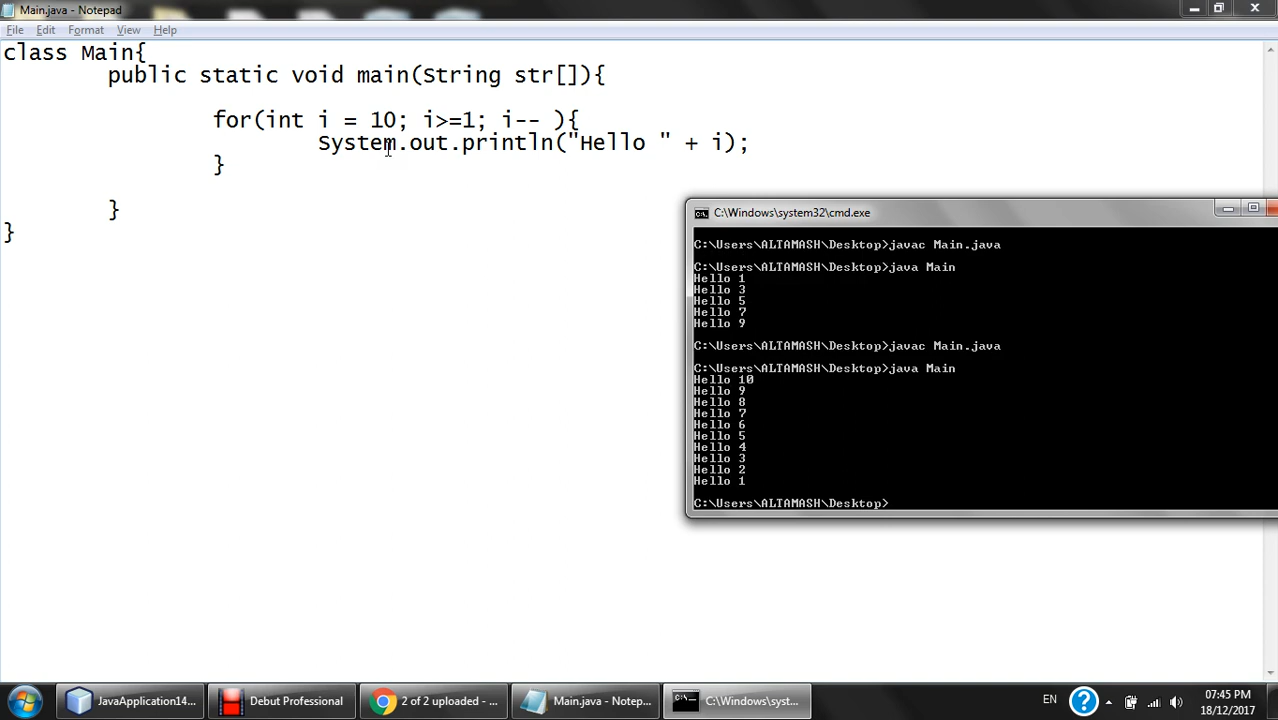 Main.java - Notepad
File Edit Format View Help
class Main{
public static void main(String str[]){
for(int i = 10; i>=1; i-- ){
System.out.println("Hello " + i);
}
}
}
C:\Windows\system32\cmd.exe
C:\Users\ALTAMASH\Desktop>javac Main.java
C:\Users\ALTAMASH\Desktop>java Main
Hello 1
Hello 3
Hello 5
Hello 7
Hello 9
C:\Users\ALTAMASH\Desktop>javac Main.java
C:\Users\ALTAMASH\Desktop>java Main
Hello 10
Hello 9
Hello 8
Hello 7
Hello 6
Hello 5
Hello 4
Hello 3
Hello 2
Hello 1
C:\Users\ALTAMASH\Desktop>
JavaApplication14... Debut Professional 2 of 2 uploaded - ... Main.java - Notep... C:\Windows\syst... EN 07:45 PM
18/12/2017